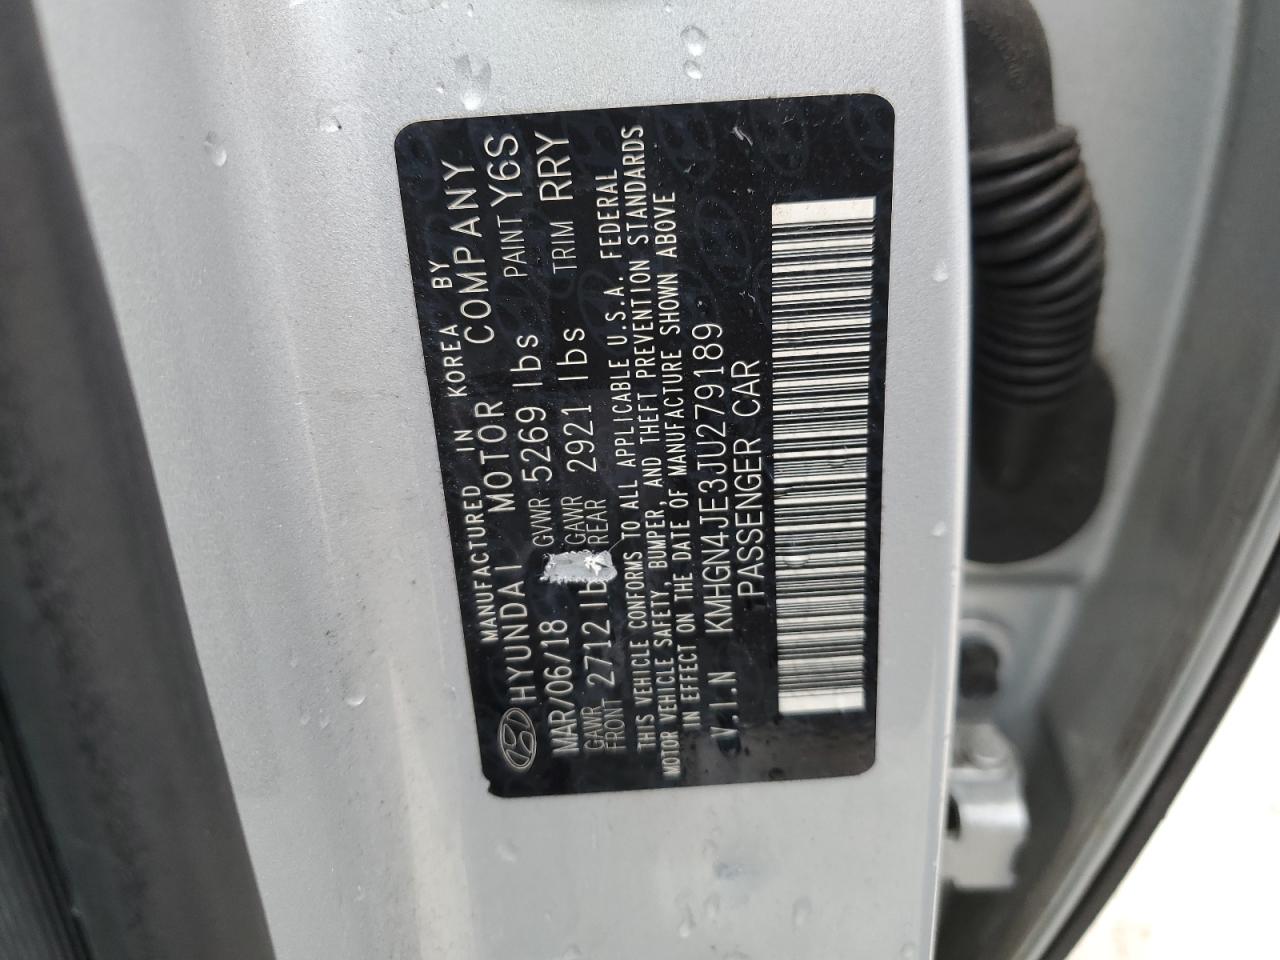 MANUFACTURED IN KOREA BY
HYUNDAI MOTOR COMPANY
MAR/06/18 GVWR 5269 lbs PAINT Y6S
GAWR FRONT 2712 lb GAWR REAR 2921 lbs TRIM RRY
THIS VEHICLE CONFORMS TO ALL APPLICABLE U.S.A. FEDERAL
MOTOR VEHICLE SAFETY, BUMPER, AND THEFT PREVENTION STANDARDS
IN EFFECT ON THE DATE OF MANUFACTURE SHOWN ABOVE
V.I.N KMHGN4JE3JU279189
PASSENGER CAR